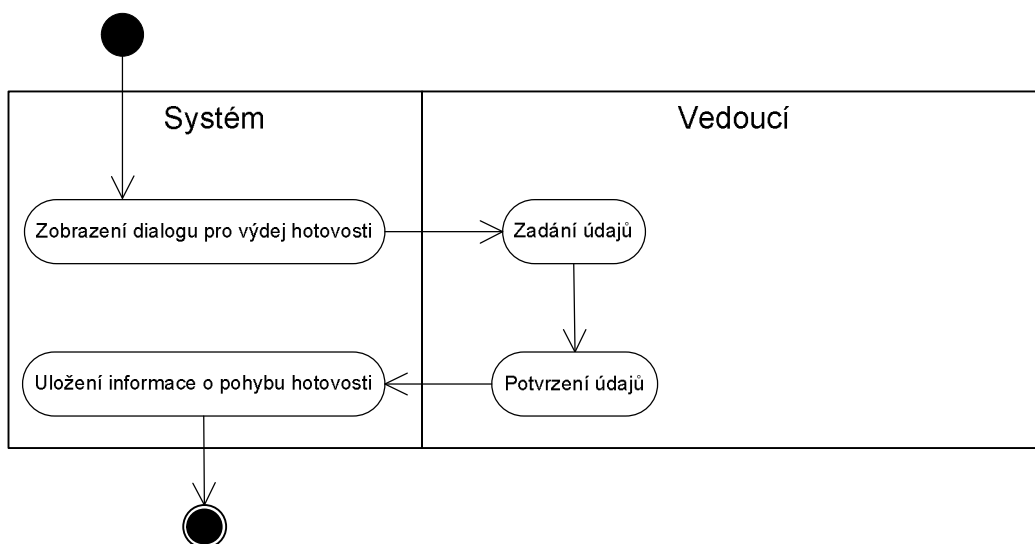 Systém
Vedoucí
Zobrazení dialogu pro výdej hotovosti
Zadání údajů
Uložení informace o pohybu hotovosti
Potvrzení údajů